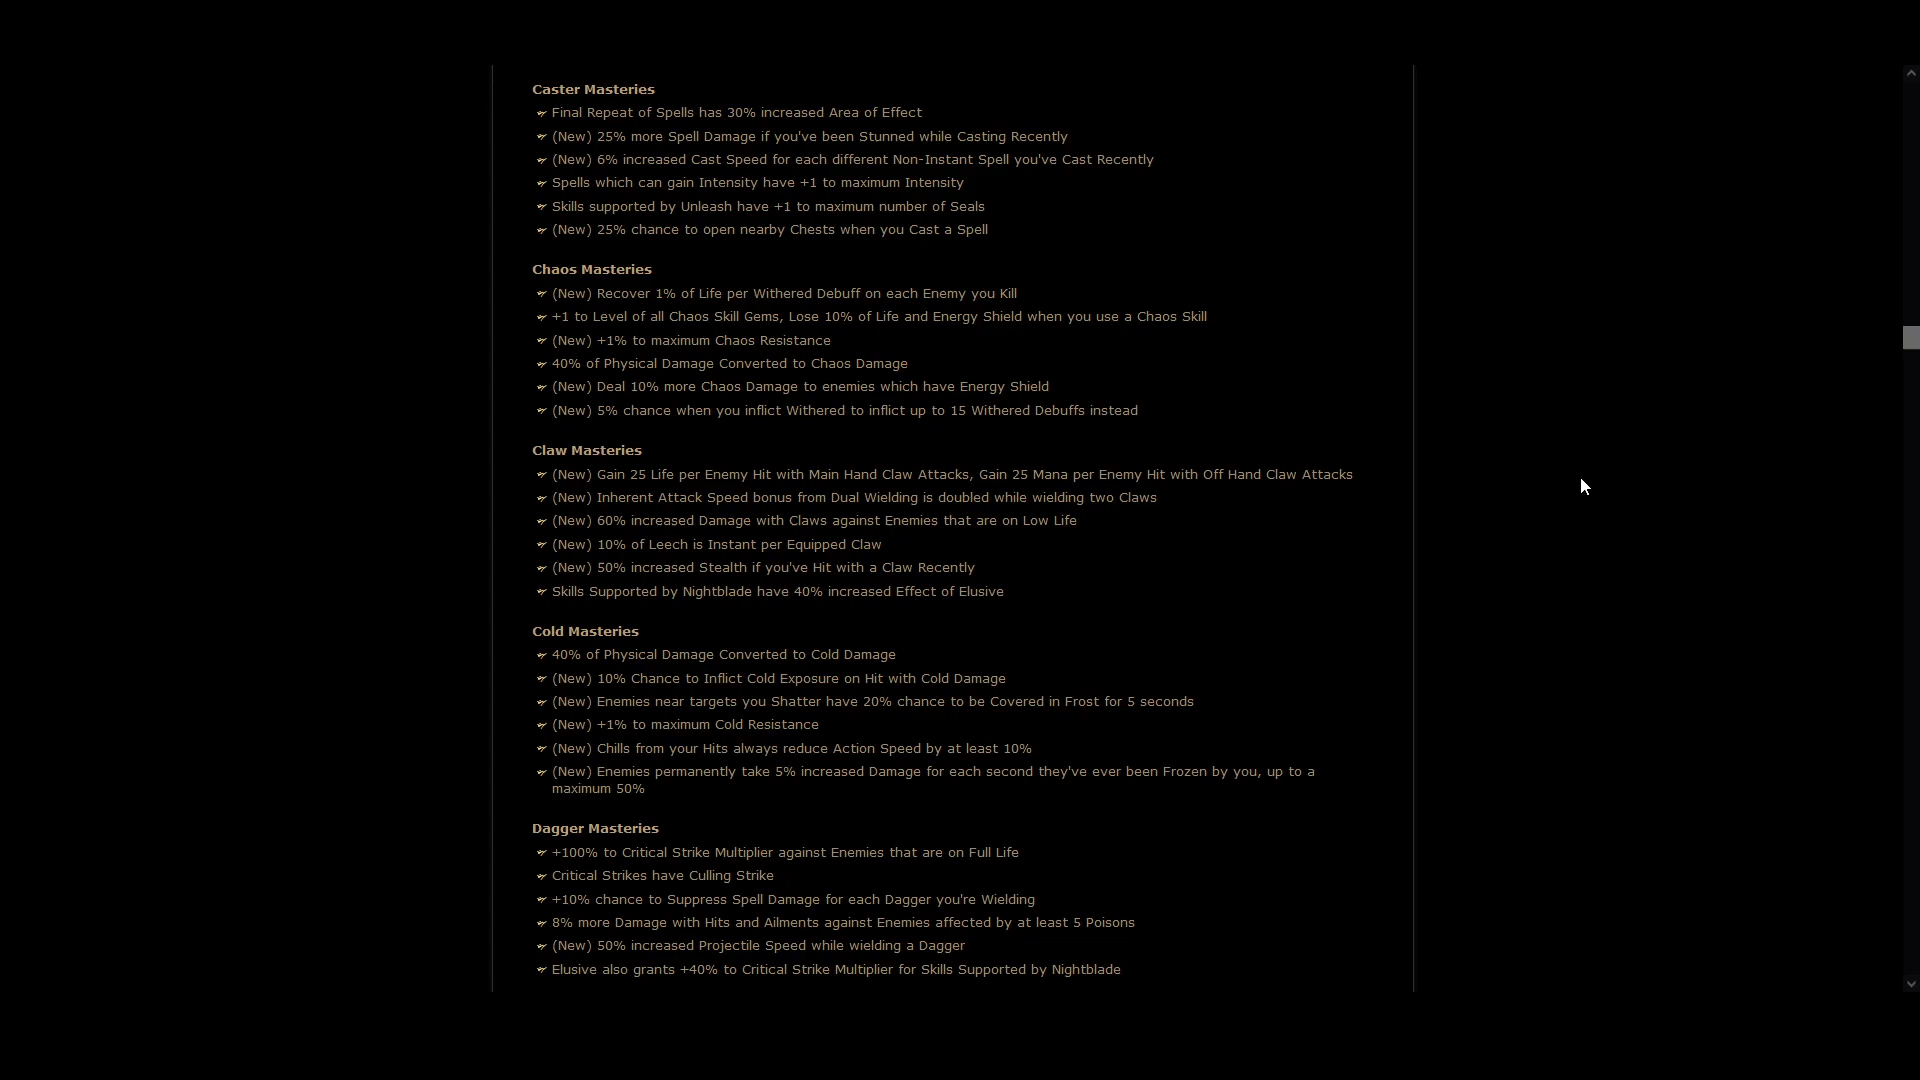 Caster Masteries
Final Repeat of Spells has 30% increased Area of Effect
(New) 25% more Spell Damage if you've been Stunned while Casting Recently
(New) 6% increased Cast Speed for each different Non-Instant Spell you've Cast Recently
Spells which can gain Intensity have +1 to maximum Intensity
Skills supported by Unleash have +1 to maximum number of Seals
(New) 25% chance to open nearby Chests when you Cast a Spell
Chaos Masteries
(New) Recover 1% of Life per Withered Debuff on each Enemy you Kill
+1 to Level of all Chaos Skill Gems, Lose 10% of Life and Energy Shield when you use a Chaos Skill
(New) +1% to maximum Chaos Resistance
40% of Physical Damage Converted to Chaos Damage
(New) Deal 10% more Chaos Damage to enemies which have Energy Shield
(New) 5% chance when you inflict Withered to inflict up to 15 Withered Debuffs instead
Claw Masteries
(New) Gain 25 Life per Enemy Hit with Main Hand Claw Attacks, Gain 25 Mana per Enemy Hit with Off Hand Claw Attacks
(New) Inherent Attack Speed bonus from Dual Wielding is doubled while wielding two Claws
(New) 60% increased Damage with Claws against Enemies that are on Low Life
(New) 10% of Leech is Instant per Equipped Claw
(New) 50% increased Stealth if you've Hit with a Claw Recently
Skills Supported by Nightblade have 40% increased Effect of Elusive
Cold Masteries
40% of Physical Damage Converted to Cold Damage
(New) 10% Chance to Inflict Cold Exposure on Hit with Cold Damage
(New) Enemies near targets you Shatter have 20% chance to be Covered in Frost for 5 seconds
(New) +1% to maximum Cold Resistance
(New) Chills from your Hits always reduce Action Speed by at least 10%
(New) Enemies permanently take 5% increased Damage for each second they've ever been Frozen by you, up to a
maximum 50%
Dagger Masteries
+100% to Critical Strike Multiplier against Enemies that are on Full Life
Critical Strikes have Culling Strike
+10% chance to Suppress Spell Damage for each Dagger you're Wielding
8% more Damage with Hits and Ailments against Enemies affected by at least 5 Poisons
(New) 50% increased Projectile Speed while wielding a Dagger
Elusive also grants +40% to Critical Strike Multiplier for Skills Supported by Nightblade